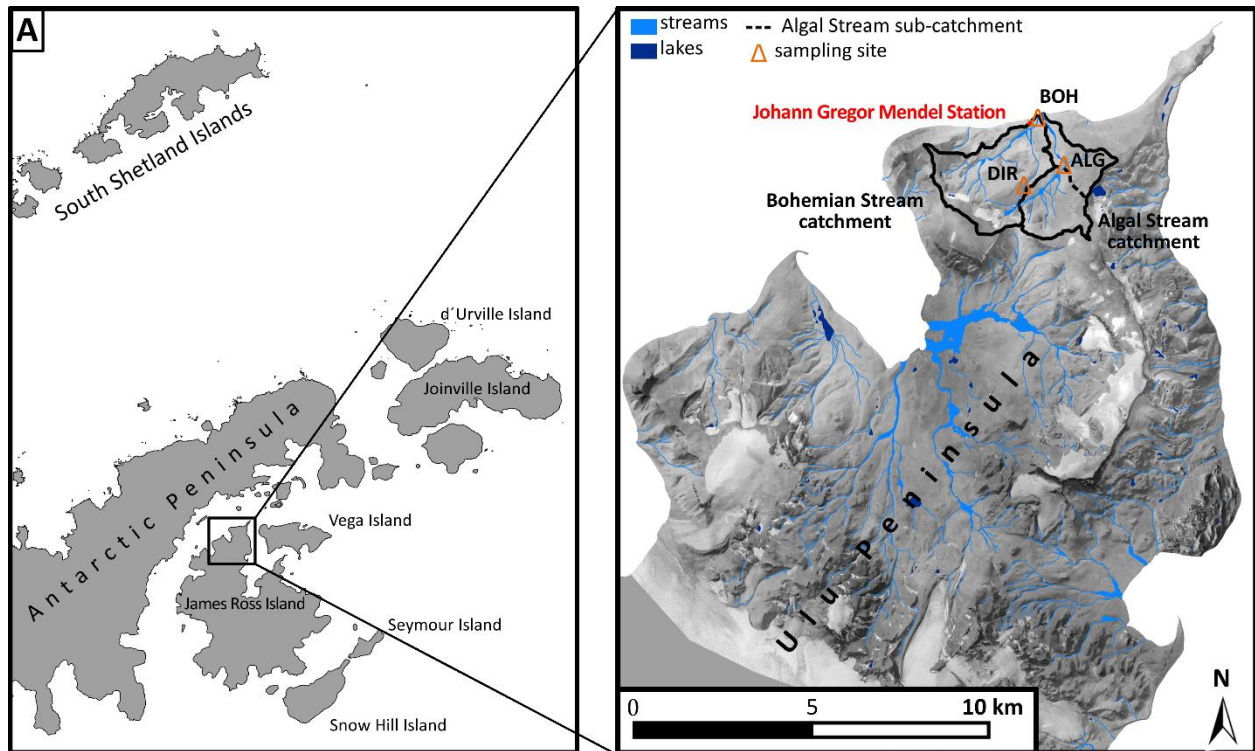 A
South Shetland Islands
d´Urville Island
Joinville Island
Antarctic Peninsula
Vega Island
James Ross Island
Seymour Island
Snow Hill Island
streams
lakes
Algal Stream sub-catchment
sampling site
Johann Gregor Mendel Station
BOH
ALG
DIR
Bohemian Stream
catchment
Algal Stream
catchment
Ulu Peninsula
0 5 10 km
N